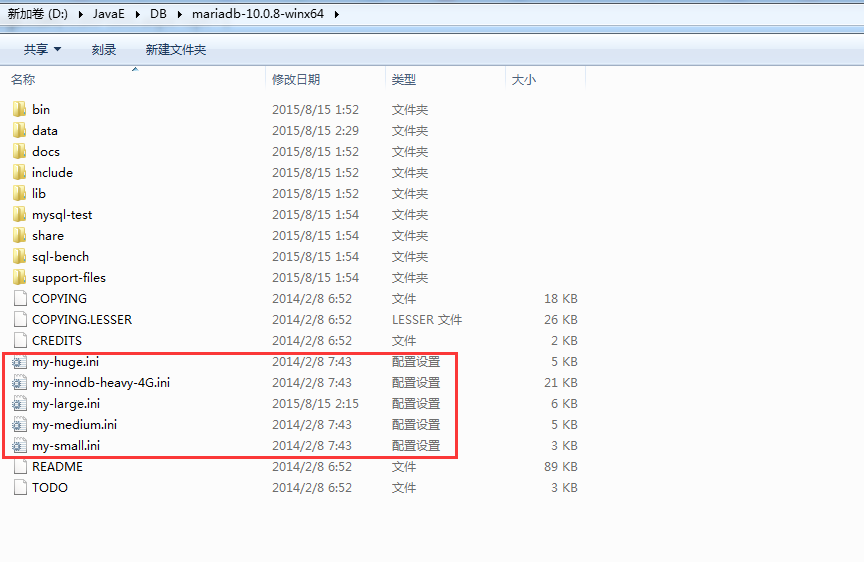 新加卷 (D:) ▸ JavaE ▸ DB ▸ mariadb-10.0.8-winx64 ▸
共享 刻录 新建文件夹
名称 修改日期 类型 大小
bin 2015/8/15 1:52 文件夹
data 2015/8/15 2:29 文件夹
docs 2015/8/15 1:52 文件夹
include 2015/8/15 1:52 文件夹
lib 2015/8/15 1:52 文件夹
mysql-test 2015/8/15 1:54 文件夹
share 2015/8/15 1:54 文件夹
sql-bench 2015/8/15 1:54 文件夹
support-files 2015/8/15 1:54 文件夹
COPYING 2014/2/8 6:52 文件 18 KB
COPYING.LESSER 2014/2/8 6:52 LESSER 文件 26 KB
CREDITS 2014/2/8 6:52 文件 2 KB
my-huge.ini 2014/2/8 7:43 配置设置 5 KB
my-innodb-heavy-4G.ini 2014/2/8 7:43 配置设置 21 KB
my-large.ini 2015/8/15 2:15 配置设置 6 KB
my-medium.ini 2014/2/8 7:43 配置设置 5 KB
my-small.ini 2014/2/8 7:43 配置设置 3 KB
README 2014/2/8 6:52 文件 89 KB
TODO 2014/2/8 6:52 文件 3 KB